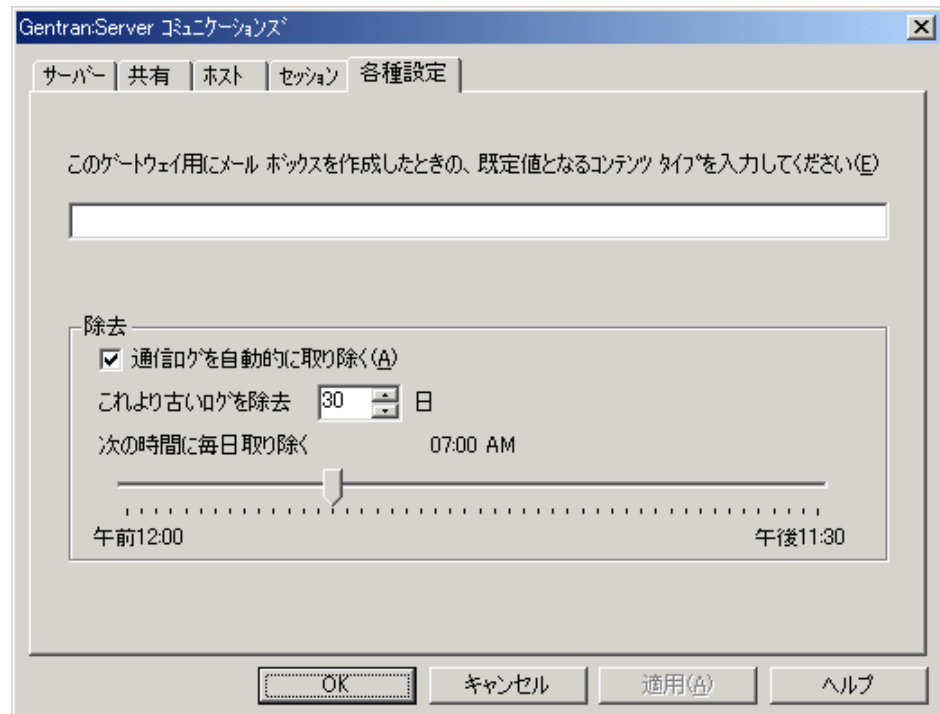 Gentran:Server ｺﾐｭﾆｹｰｼｮﾝｽﾞ
サーバー 共有 ホスト セッション 各種設定
このｹﾞｰﾄｳｪｲ用にﾒｰﾙ ﾎﾞｯｸｽを作成したときの、既定値となるｺﾝﾃﾝﾂ ﾀｲﾌﾟを入力してください(E)
除去
通信ﾛｸﾞを自動的に取り除く(A)
これより古いﾛｸﾞを除去 30 日
次の時間に毎日取り除く 07:00 AM
午前12:00 午後11:30
OK キャンセル 適用(A) ヘルプ